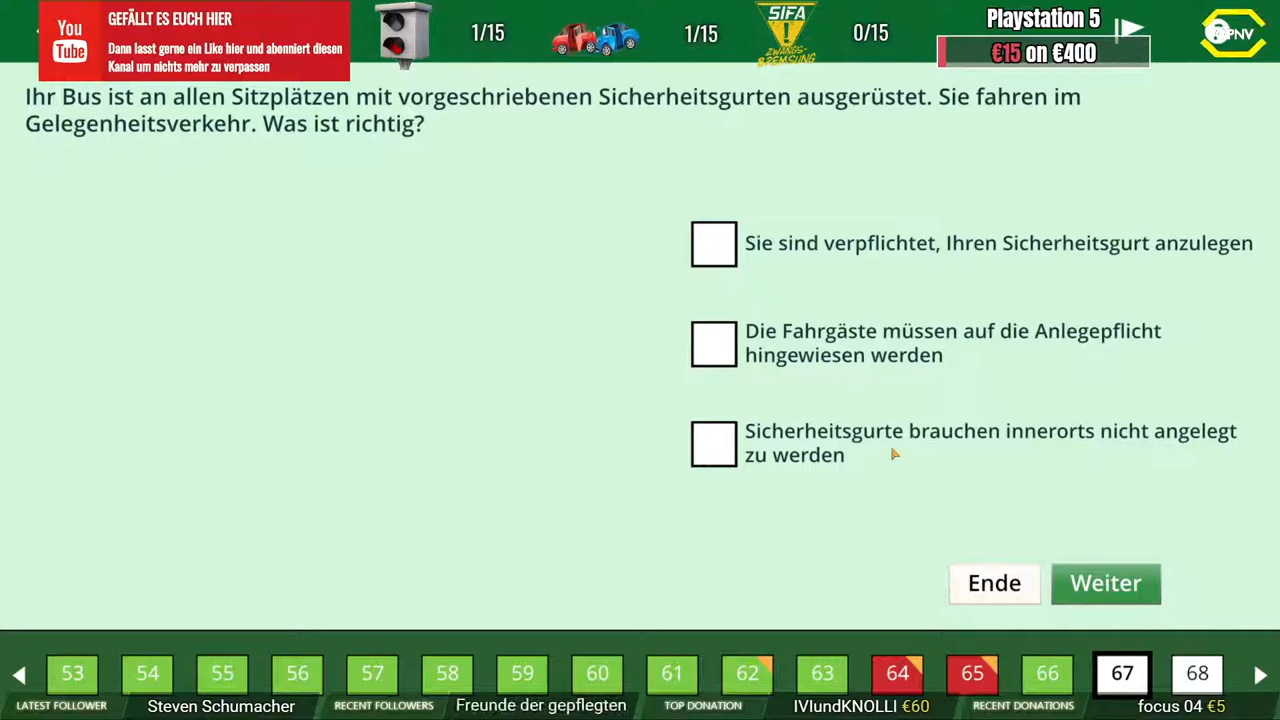 You
Tube
GEFÄLLT ES EUCH HIER
Dann lasst gerne ein Like hier und abonniert diesen
Kanal um nichts mehr zu verpassen
1/15
1/15
SIFA
ZWANGS-
BREMSUNG
0/15
Playstation 5
€15 on €400
ÖPNV
Ihr Bus ist an allen Sitzplätzen mit vorgeschriebenen Sicherheitsgurten ausgerüstet. Sie fahren im
Gelegenheitsverkehr. Was ist richtig?
Sie sind verpflichtet, Ihren Sicherheitsgurt anzulegen
Die Fahrgäste müssen auf die Anlegepflicht
hingewiesen werden
Sicherheitsgurte brauchen innerorts nicht angelegt
zu werden
Ende
Weiter
53 54 55 56 57 58 59 60 61 62 63 64 65 66 67 68
LATEST FOLLOWER Steven Schumacher RECENT FOLLOWERS Freunde der gepflegten TOP DONATION IVIundKNOLLI €60 RECENT DONATIONS focus 04 €5